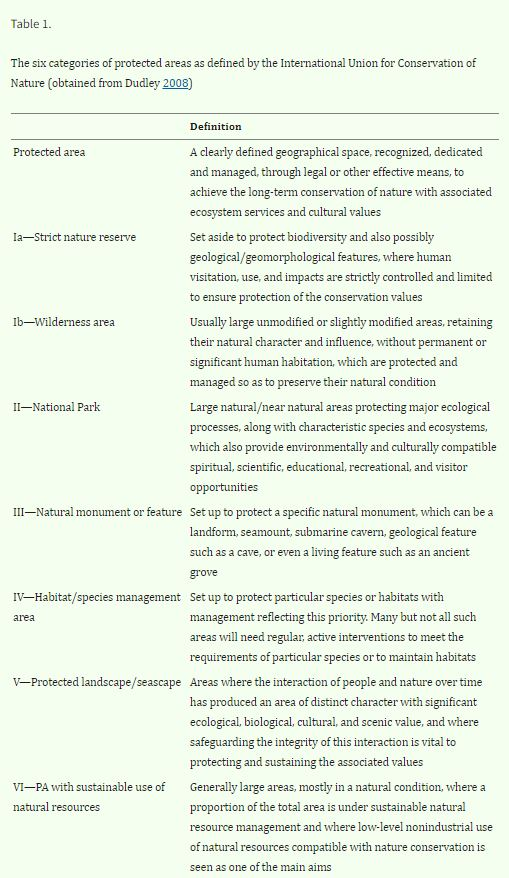 Table 1.
The six categories of protected areas as defined by the International Union for Conservation of
Nature (obtained from Dudley 2008)
Definition
Protected area
A clearly defined geographical space, recognized, dedicated
and managed, through legal or other effective means, to
achieve the long-term conservation of nature with associated
ecosystem services and cultural values
Ia—Strict nature reserve
Set aside to protect biodiversity and also possibly
geological/geomorphological features, where human
visitation, use, and impacts are strictly controlled and limited
to ensure protection of the conservation values
Ib—Wilderness area
Usually large unmodified or slightly modified areas, retaining
their natural character and influence, without permanent or
significant human habitation, which are protected and
managed so as to preserve their natural condition
II—National Park
Large natural/near natural areas protecting major ecological
processes, along with characteristic species and ecosystems,
which also provide environmentally and culturally compatible
spiritual, scientific, educational, recreational, and visitor
opportunities
III—Natural monument or feature
Set up to protect a specific natural monument, which can be a
landform, seamount, submarine cavern, geological feature
such as a cave, or even a living feature such as an ancient
grove
IV—Habitat/species management
area
Set up to protect particular species or habitats with
management reflecting this priority. Many but not all such
areas will need regular, active interventions to meet the
requirements of particular species or to maintain habitats
V—Protected landscape/seascape
Areas where the interaction of people and nature over time
has produced an area of distinct character with significant
ecological, biological, cultural, and scenic value, and where
safeguarding the integrity of this interaction is vital to
protecting and sustaining the associated values
VI—PA with sustainable use of
natural resources
Generally large areas, mostly in a natural condition, where a
proportion of the total area is under sustainable natural
resource management and where low-level nonindustrial use
of natural resources compatible with nature conservation is
seen as one of the main aims